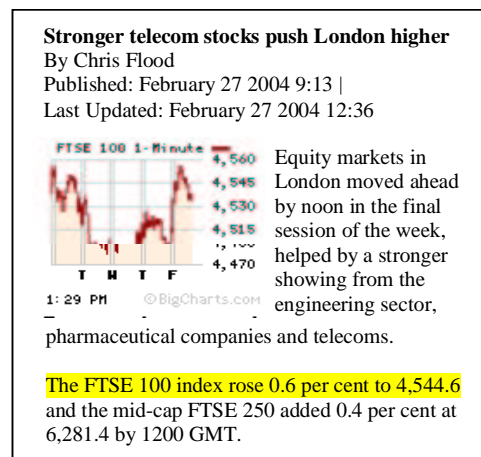 Stronger telecom stocks push London higher
By Chris Flood
Published: February 27 2004 9:13 |
Last Updated: February 27 2004 12:36
FTSE 100 1-Minute
4,560
4,545
4,530
4,515
4,470
T W T F
1:29 PM ©BigCharts.com
Equity markets in
London moved ahead
by noon in the final
session of the week,
helped by a stronger
showing from the
engineering sector,
pharmaceutical companies and telecoms.
The FTSE 100 index rose 0.6 per cent to 4,544.6
and the mid-cap FTSE 250 added 0.4 per cent at
6,281.4 by 1200 GMT.